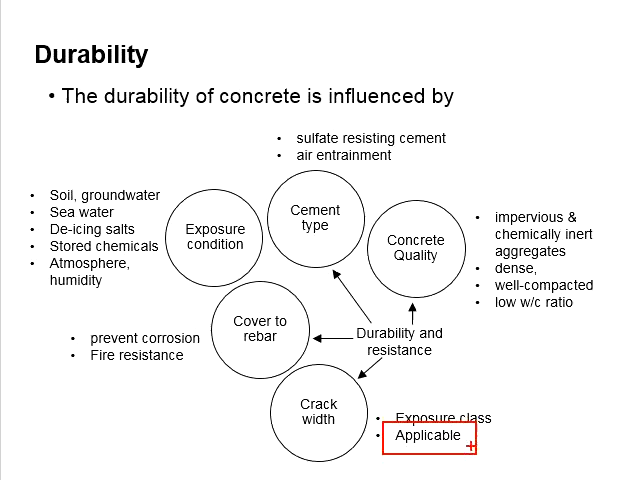 Durability
• The durability of concrete is influenced by
• sulfate resisting cement
• air entrainment
• Soil, groundwater
• Sea water
• De-icing salts
• Stored chemicals
• Atmosphere,
humidity
Exposure
condition
Cement
type
Concrete
Quality
• impervious &
chemically inert
aggregates
• dense,
• well-compacted
• low w/c ratio
Cover to
rebar
• prevent corrosion
• Fire resistance
Durability and
resistance
Crack
width
• Exposure class
• Applicable